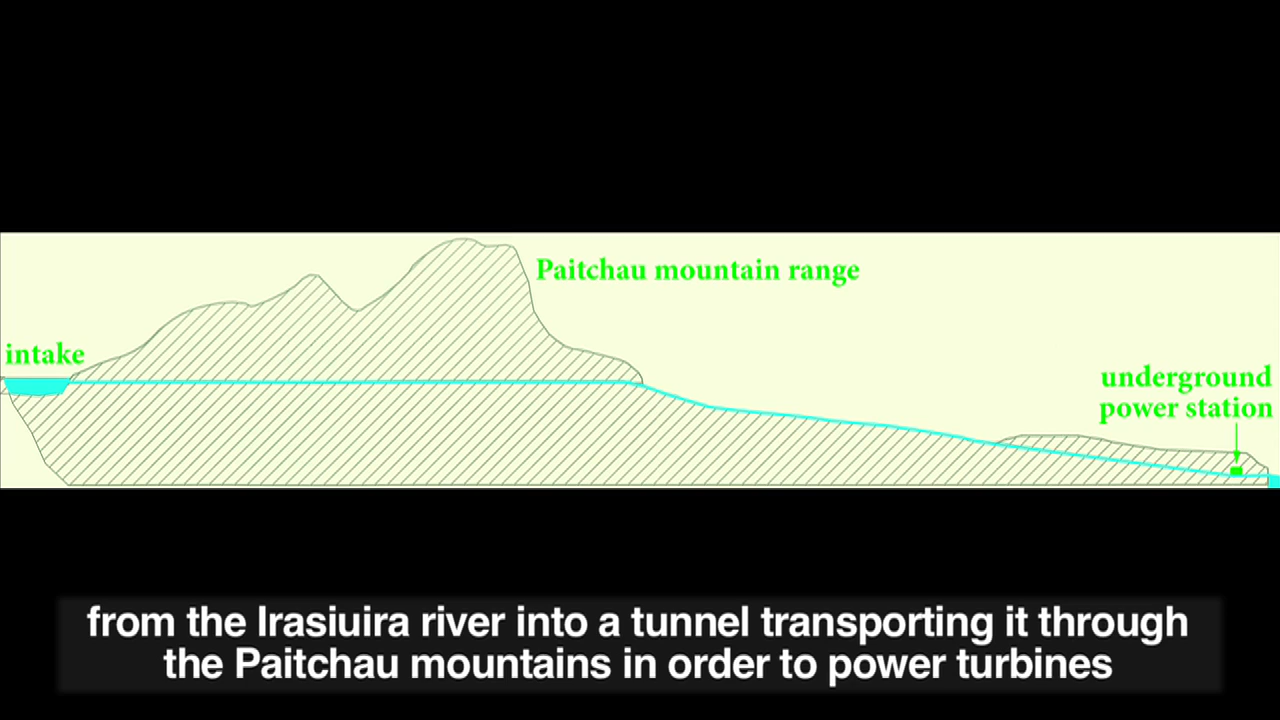 Paitchau mountain range
intake
underground
power station
from the Irasiuira river into a tunnel transporting it through
the Paitchau mountains in order to power turbines